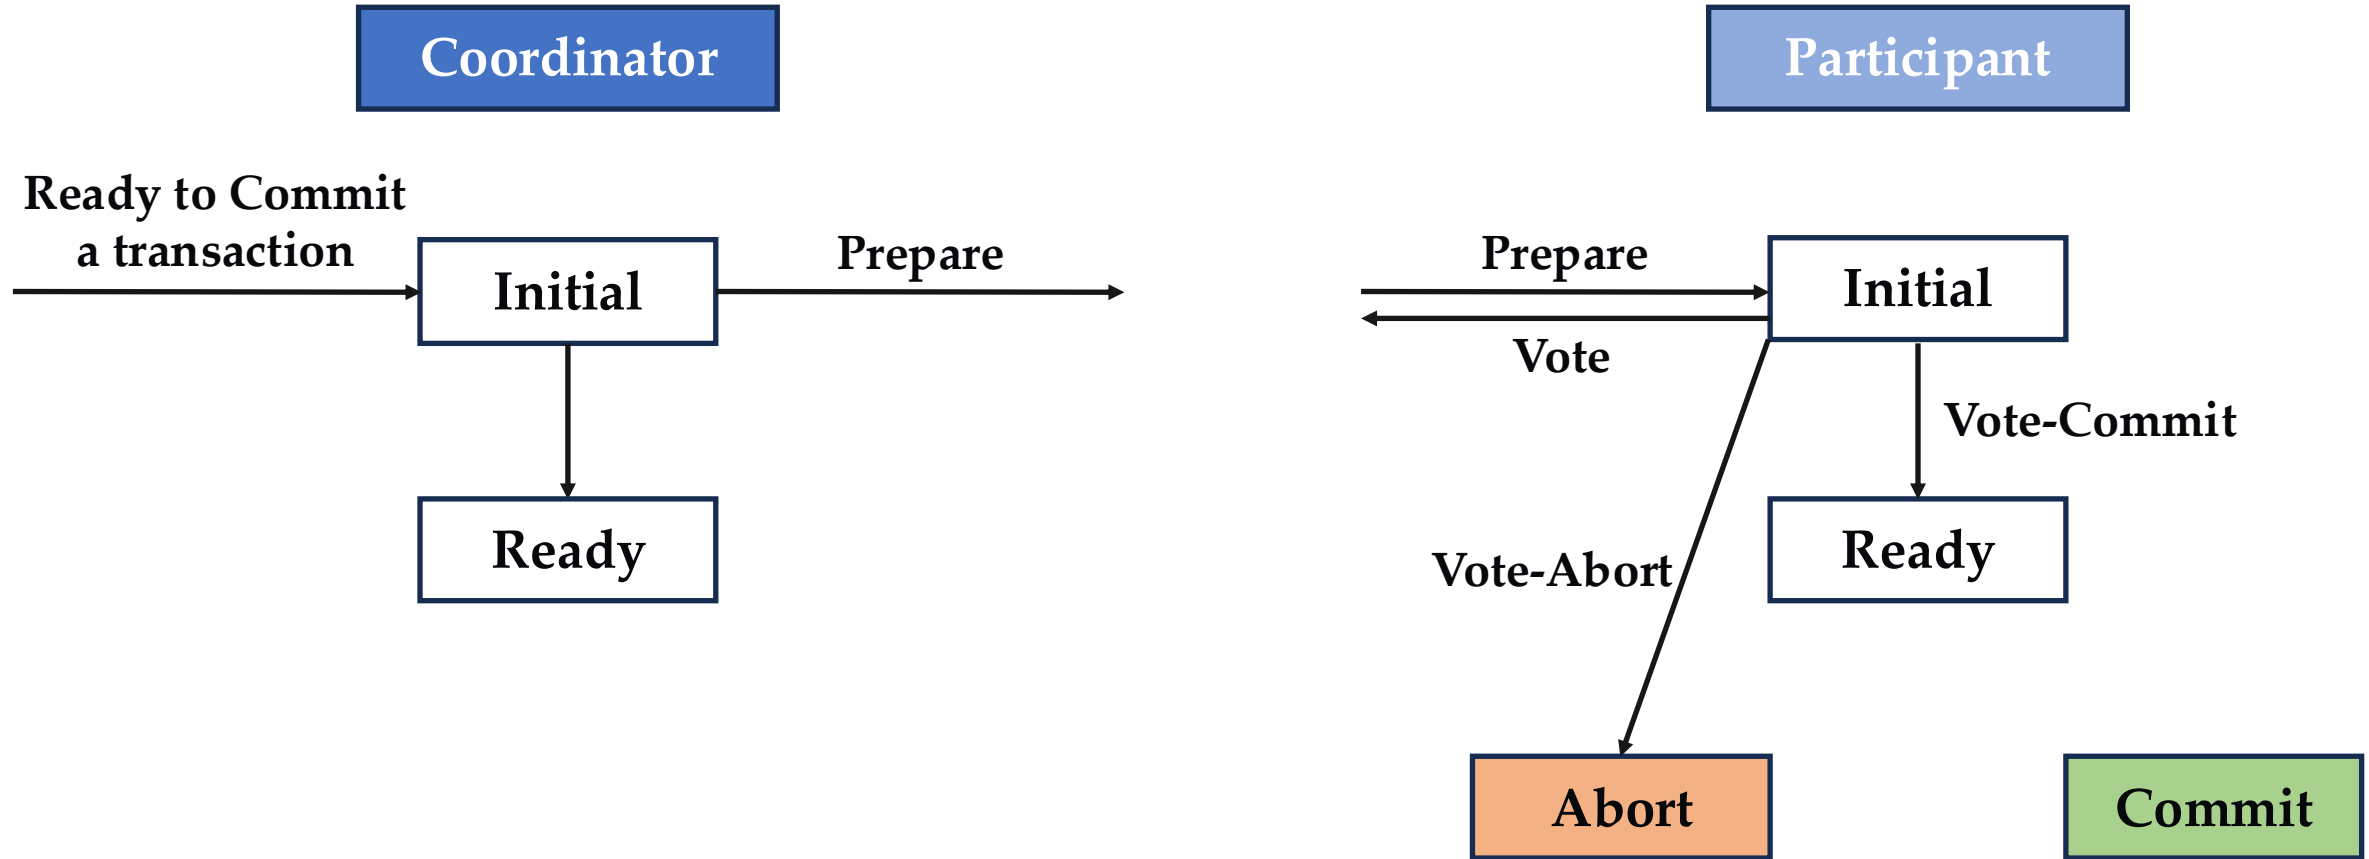 Coordinator
Participant
Ready to Commit
a transaction
Initial
Prepare
Prepare
Initial
Vote
Vote-Commit
Ready
Vote-Abort
Ready
Abort
Commit